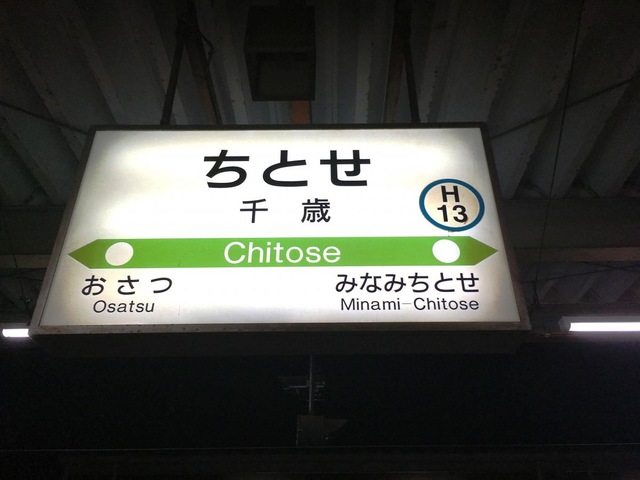 ちとせ
千歳
H
13
Chitose
おさつ
Osatsu
みなみちとせ
Minami-Chitose